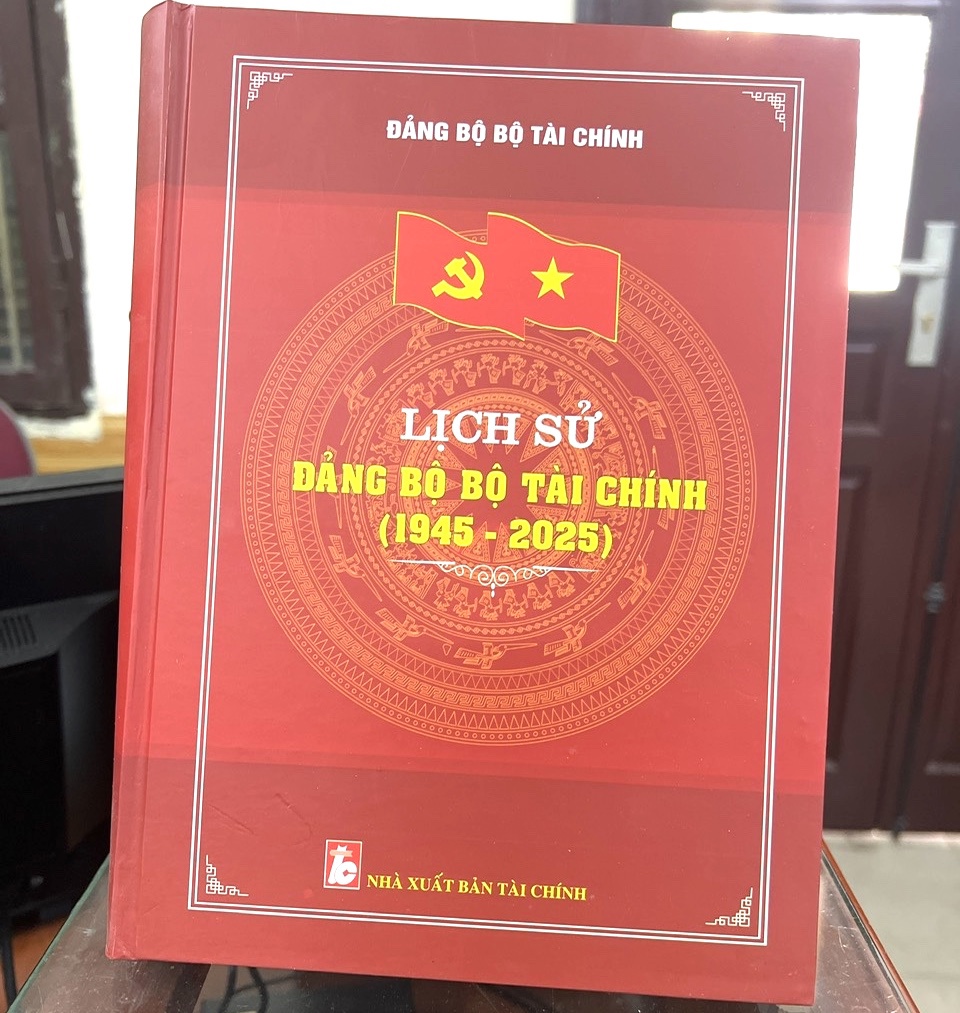 ĐẢNG BỘ BỘ TÀI CHÍNH
LỊCH SỬ
ĐẢNG BỘ BỘ TÀI CHÍNH
(1945 - 2025)
NHÀ XUẤT BẢN TÀI CHÍNH